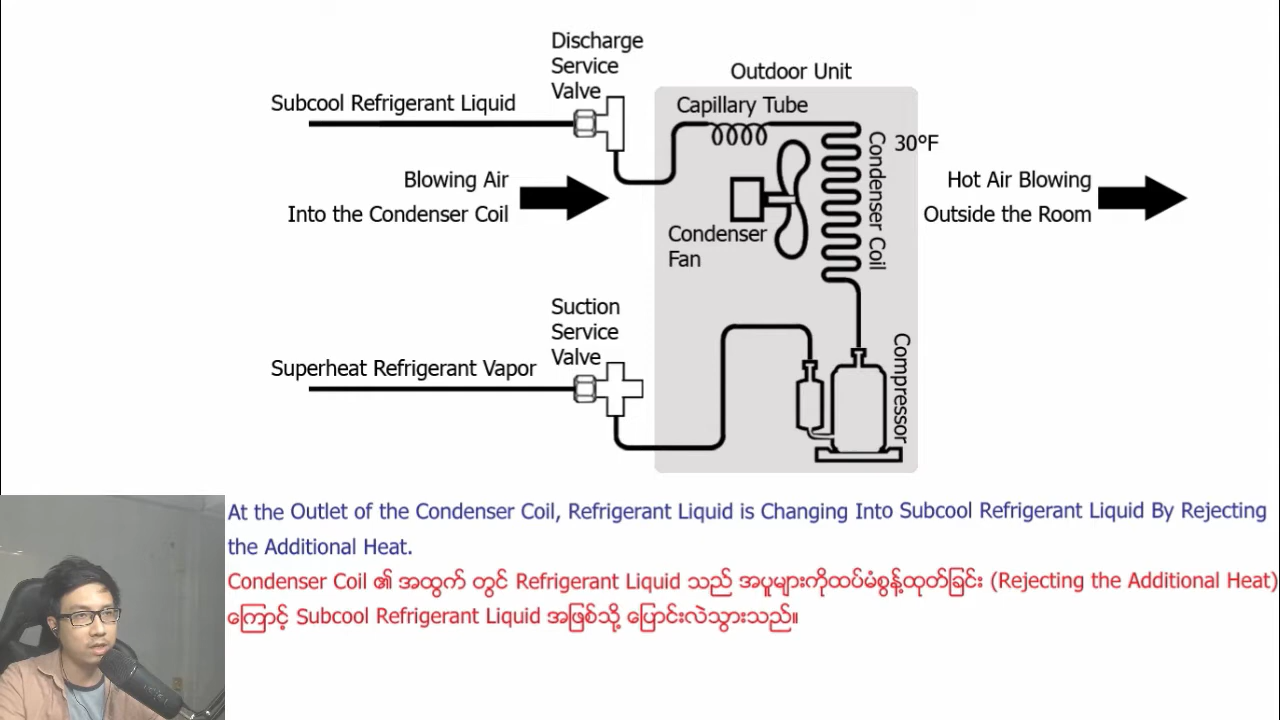 Discharge
Service
Valve
Outdoor Unit
Subcool Refrigerant Liquid
Capillary Tube
30°F
Condenser Coil
Blowing Air
Into the Condenser Coil
Hot Air Blowing
Outside the Room
Condenser
Fan
Suction
Service
Valve
Superheat Refrigerant Vapor
Compressor
At the Outlet of the Condenser Coil, Refrigerant Liquid is Changing Into Subcool Refrigerant Liquid By Rejecting
the Additional Heat.
Condenser Coil ၏ အထွက် တွင် Refrigerant Liquid သည် အပူများကိုထပ်မံစွန့်ထုတ်ခြင်း (Rejecting the Additional Heat)
ကြောင့် Subcool Refrigerant Liquid အဖြစ်သို့ ပြောင်းလဲသွားသည်။